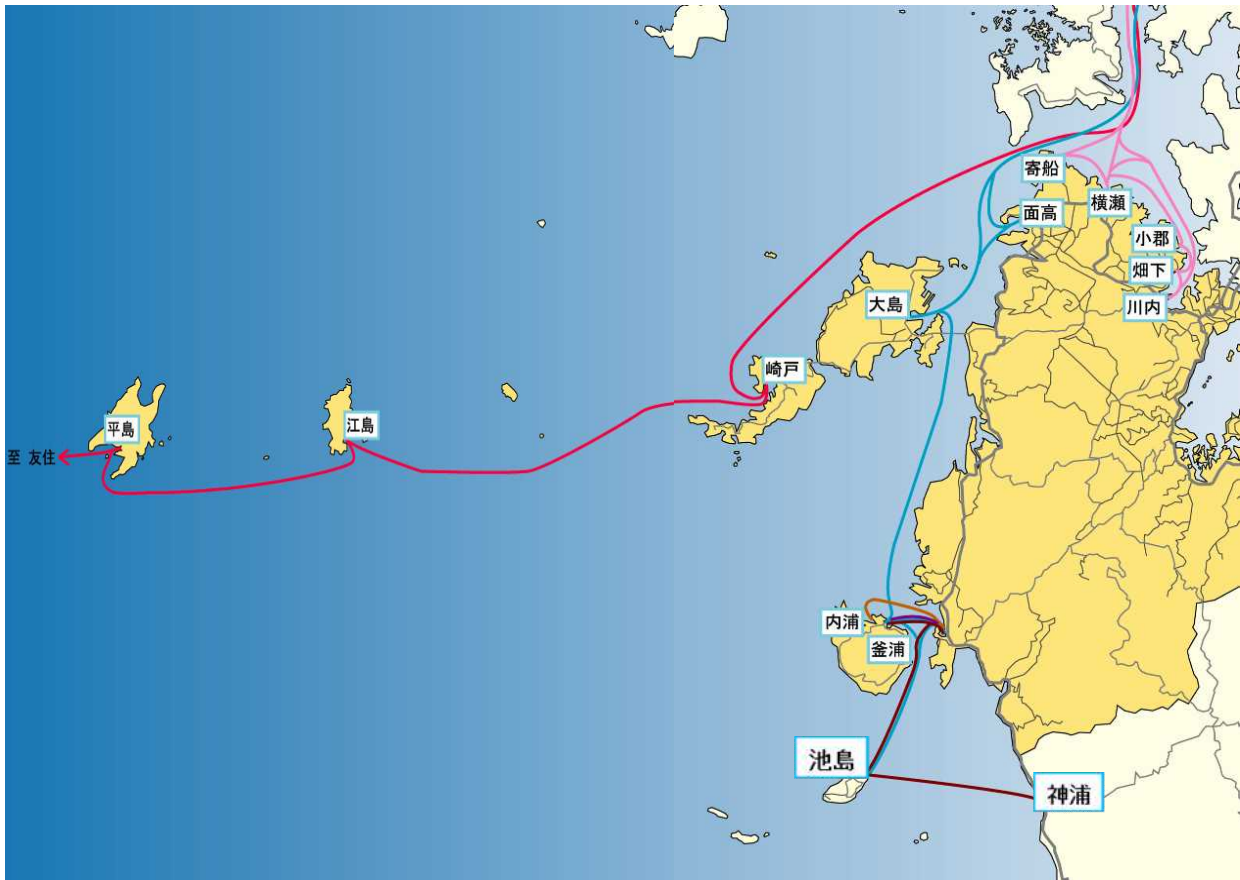 寄船
横瀬
面高
小郡
畑下
川内
大島
崎戸
江島
平島
至 友住
内浦
釜浦
池島
神浦